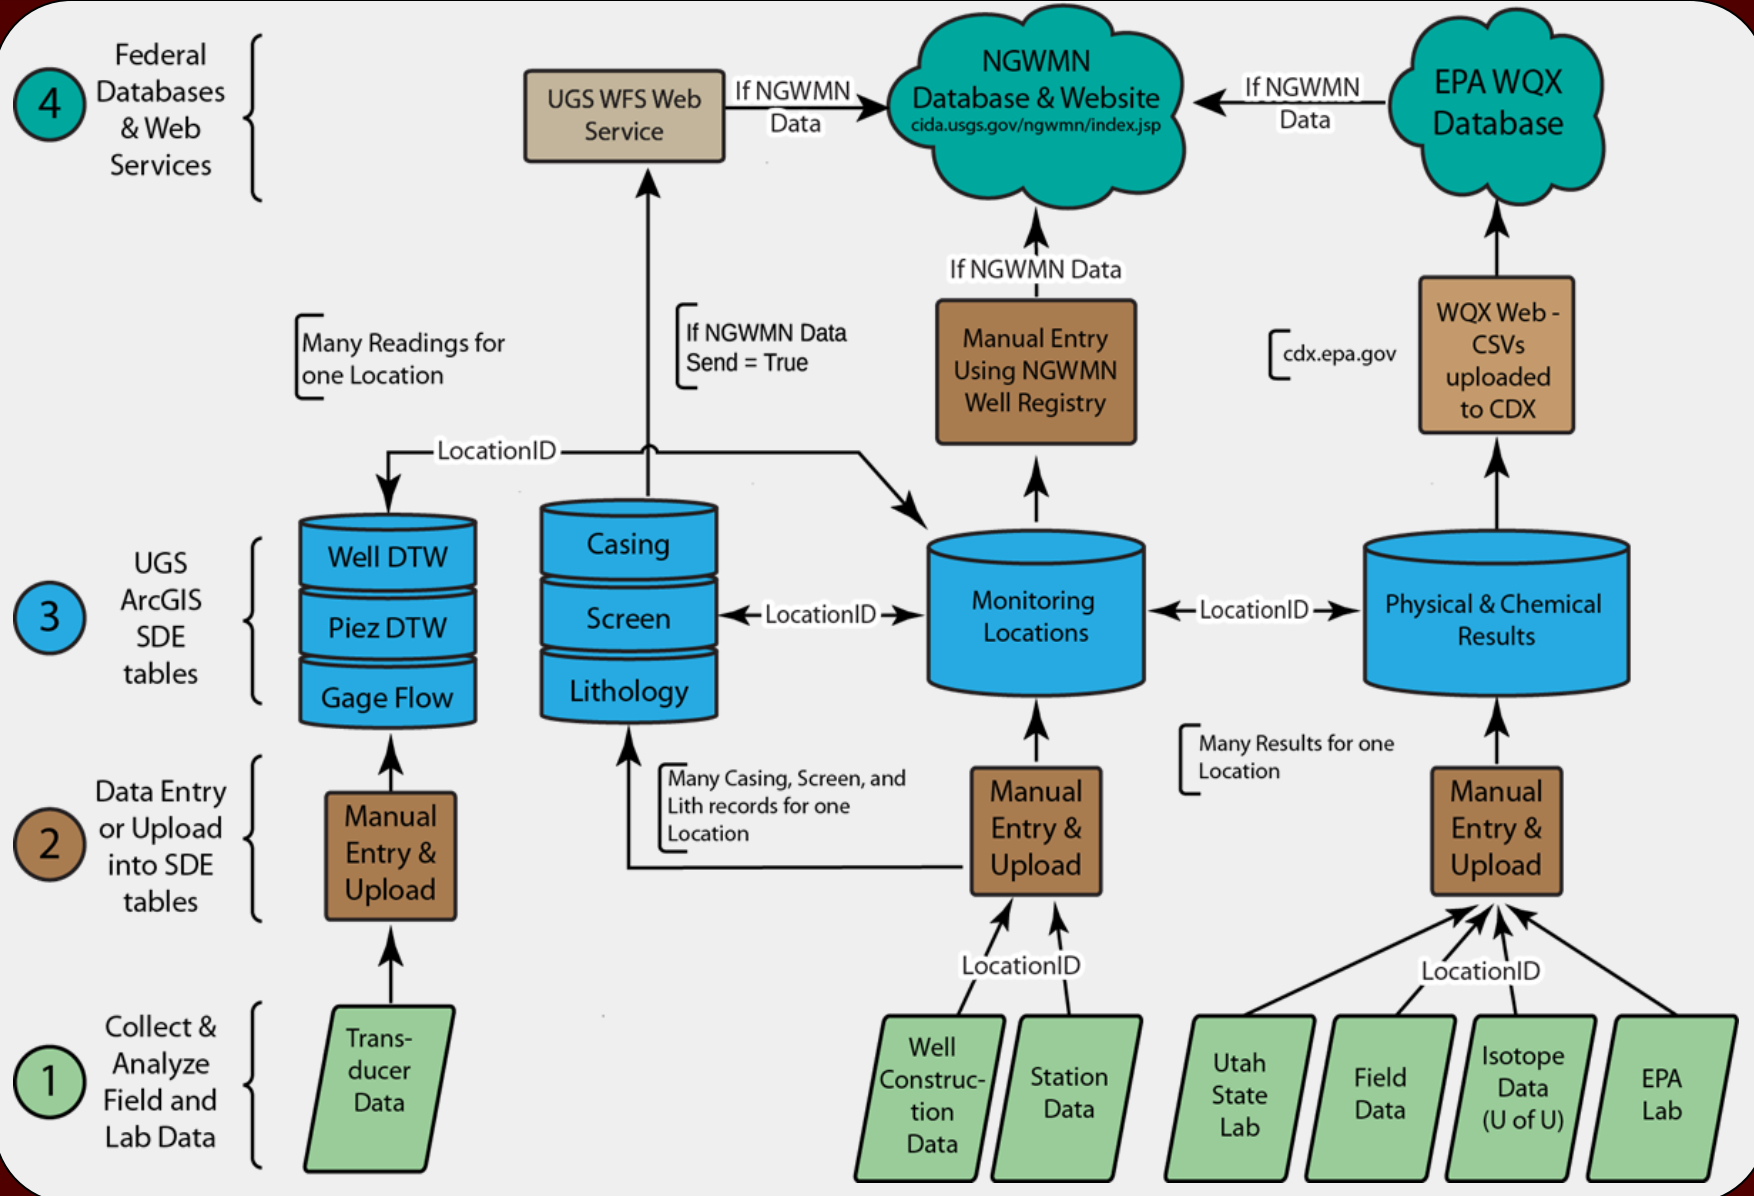 4
Federal
Databases
& Web
Services
UGS WFS Web
Service
If NGWMN
Data
NGWMN
Database & Website
cida.usgs.gov/ngwmn/index.jsp
If NGWMN
Data
EPA WQX
Database
If NGWMN Data
Many Readings for
one Location
If NGWMN Data
Send = True
Manual Entry
Using NGWMN
Well Registry
cdx.epa.gov
WQX Web -
CSVs
uploaded
to CDX
LocationID
3
UGS
ArcGIS
SDE
tables
Well DTW
Piez DTW
Gage Flow
Casing
Screen
Lithology
LocationID
Monitoring
Locations
LocationID
Physical & Chemical
Results
2
Data Entry
or Upload
into SDE
tables
Manual
Entry &
Upload
Many Casing, Screen, and
Lith records for one
Location
Manual
Entry &
Upload
Many Results for one
Location
Manual
Entry &
Upload
LocationID
LocationID
1
Collect &
Analyze
Field and
Lab Data
Trans-
ducer
Data
Well
Construc-
tion
Data
Station
Data
Utah
State
Lab
Field
Data
Isotope
Data
(U of U)
EPA
Lab